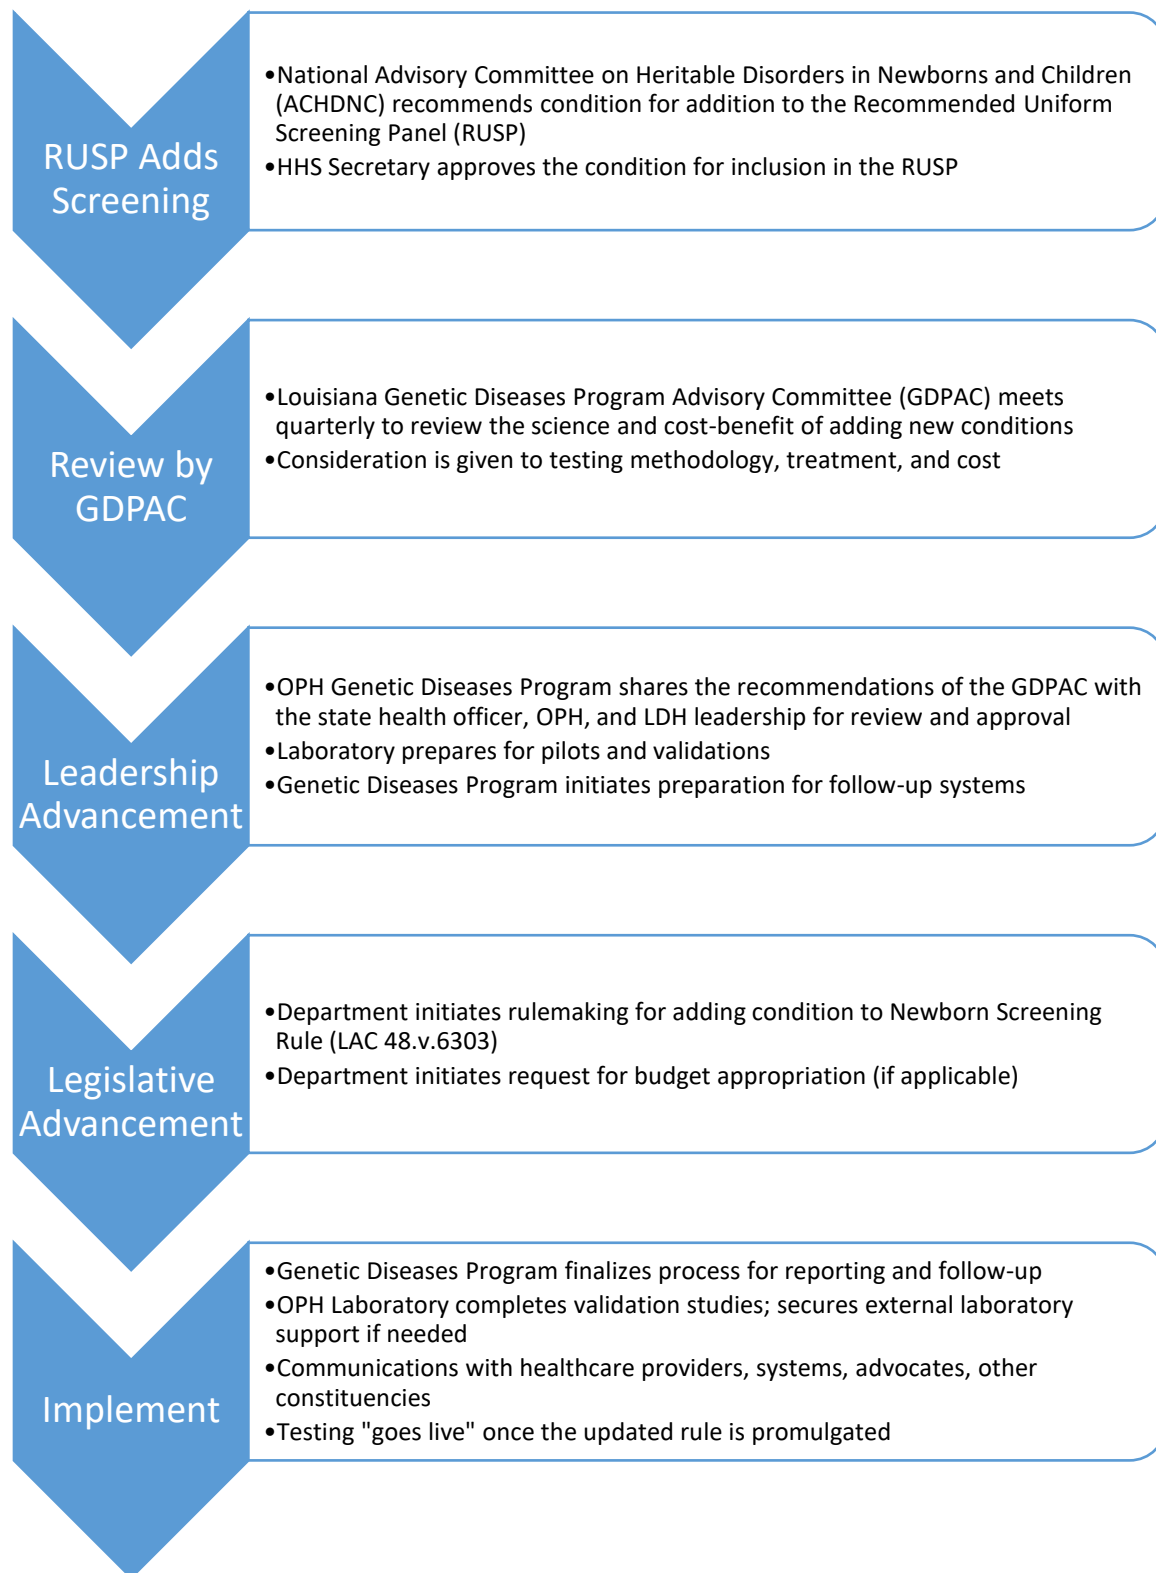 RUSP Adds
Screening
•National Advisory Committee on Heritable Disorders in Newborns and Children
(ACHDNC) recommends condition for addition to the Recommended Uniform
Screening Panel (RUSP)
•HHS Secretary approves the condition for inclusion in the RUSP
Review by
GDPAC
•Louisiana Genetic Diseases Program Advisory Committee (GDPAC) meets
quarterly to review the science and cost-benefit of adding new conditions
•Consideration is given to testing methodology, treatment, and cost
Leadership
Advancement
•OPH Genetic Diseases Program shares the recommendations of the GDPAC with
the state health officer, OPH, and LDH leadership for review and approval
•Laboratory prepares for pilots and validations
•Genetic Diseases Program initiates preparation for follow-up systems
Legislative
Advancement
•Department initiates rulemaking for adding condition to Newborn Screening
Rule (LAC 48.v.6303)
•Department initiates request for budget appropriation (if applicable)
Implement
•Genetic Diseases Program finalizes process for reporting and follow-up
•OPH Laboratory completes validation studies; secures external laboratory
support if needed
•Communications with healthcare providers, systems, advocates, other
constituencies
•Testing "goes live" once the updated rule is promulgated